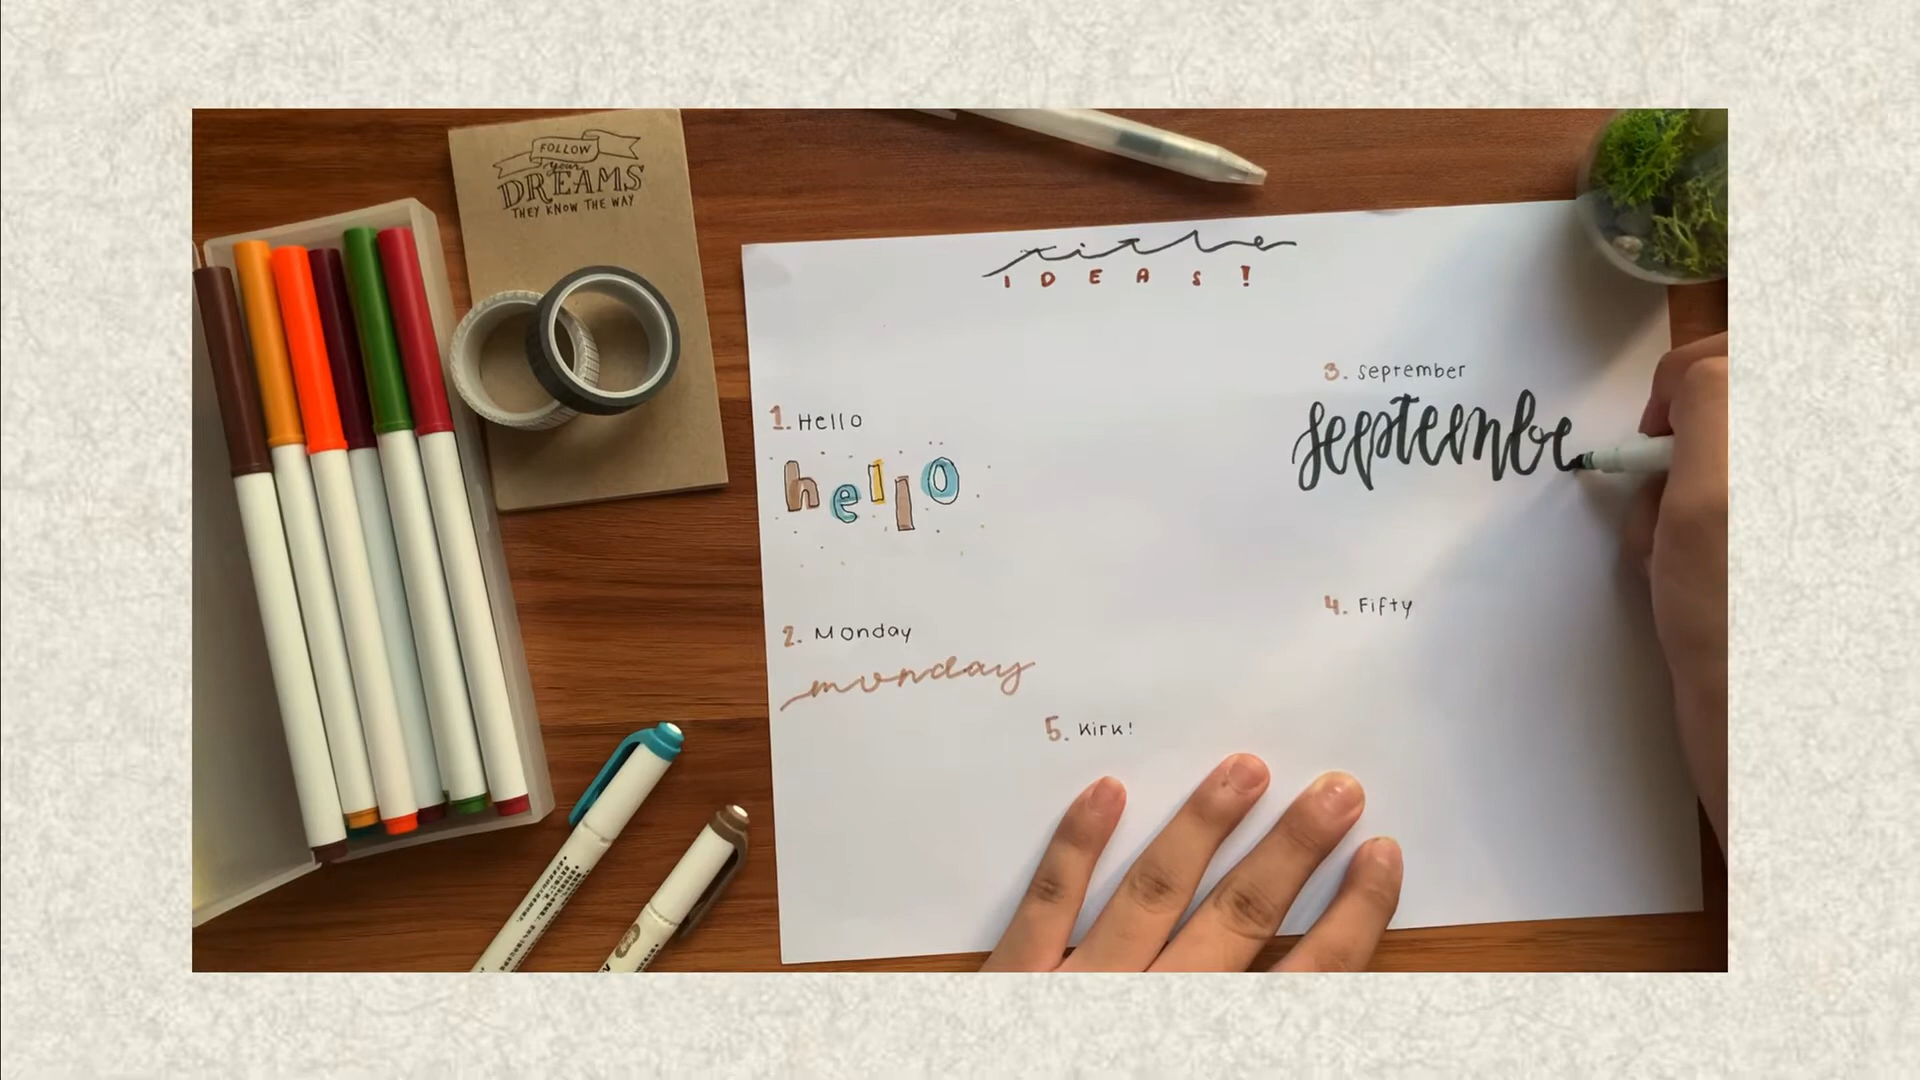 FOLLOW
your
DREAMS
THEY KNOW THE WAY
title
IDEAS!
1. Hello
hello
2. Monday
monday
3. september
septembe
4. Fifty
5. Kirk!